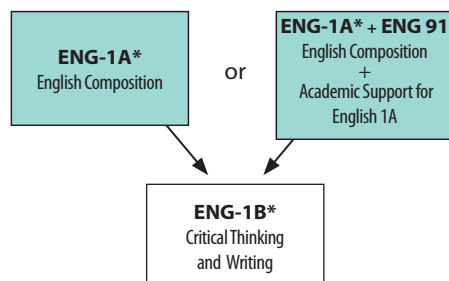 ENG-1A*
English Composition
or
ENG-1A* + ENG 91
English Composition
+
Academic Support for
English 1A
ENG-1B*
Critical Thinking
and Writing